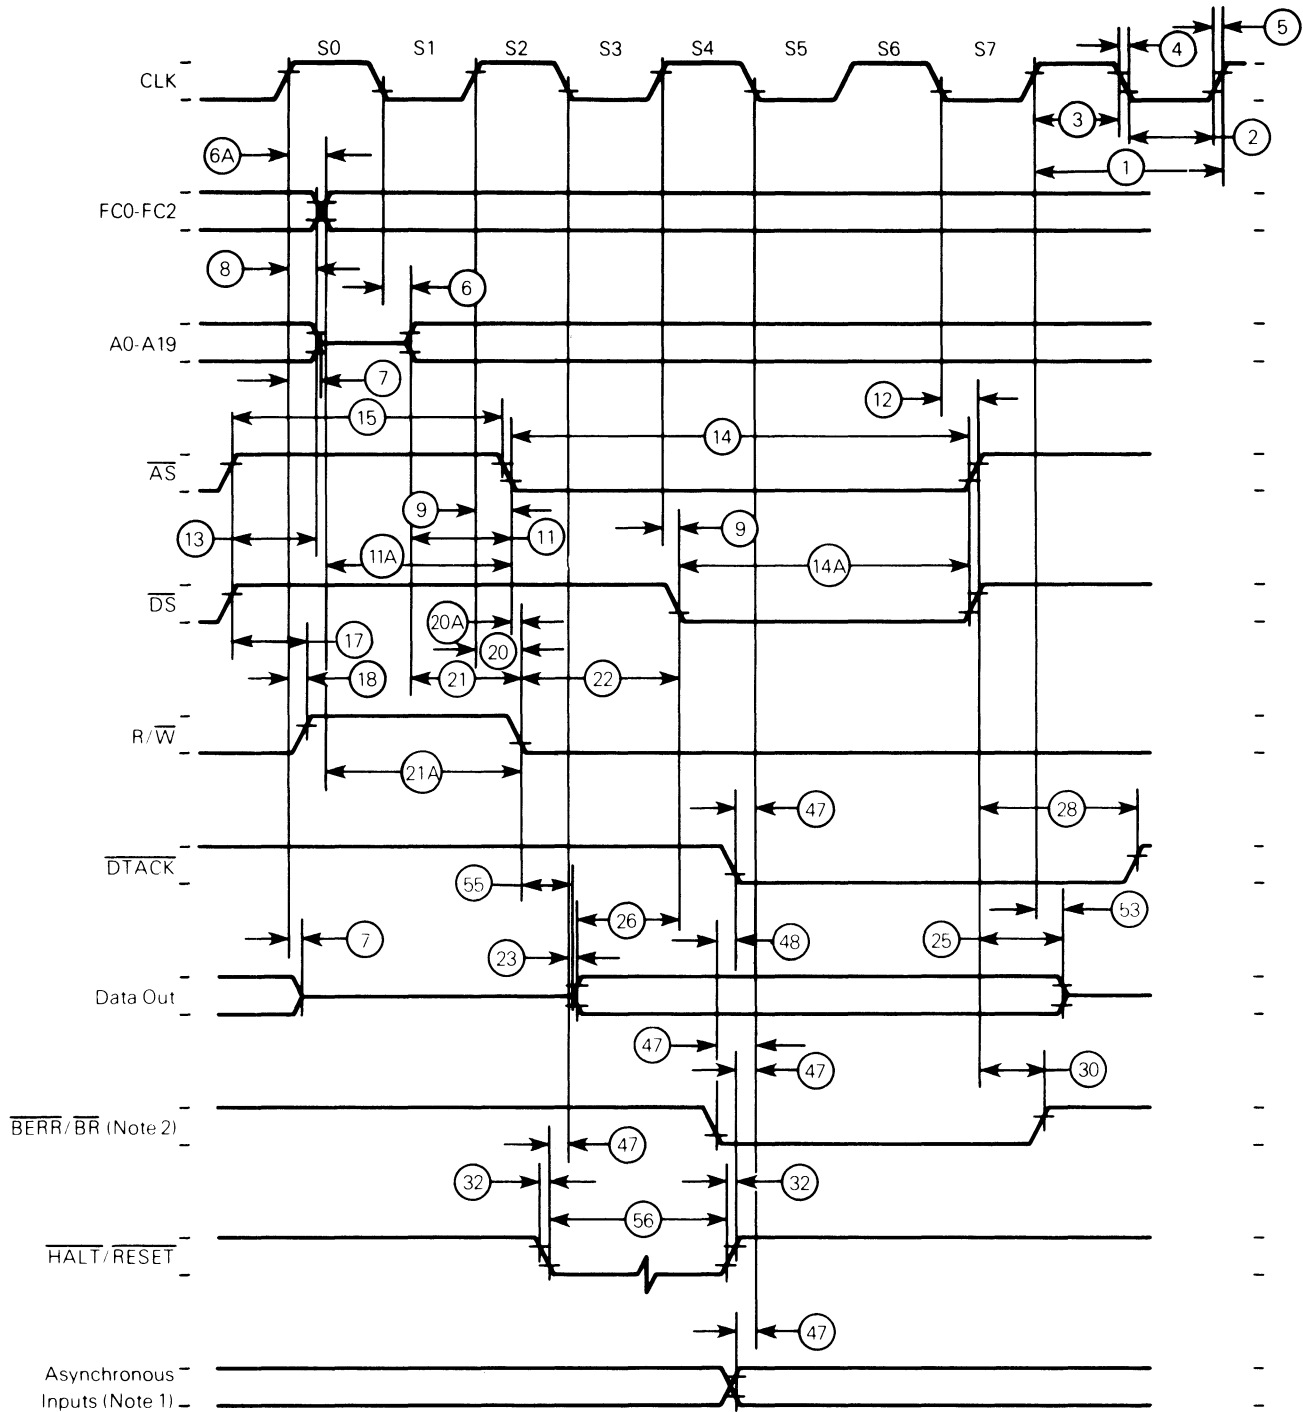 5
S0 S1 S2 S3 S4 S5 S6 S7
4
CLK
3
2
6A
1
FC0-FC2
8
6
A0-A19
7
12
15
14
AS
9
9
13
11
11A
14A
DS
20A
17
20
18
21
22
R/W
21A
47
28
DTACK
55
26
53
7
48
25
23
Data Out
47
47
30
BERR/BR (Note 2)
47
32
32
56
HALT/RESET
47
Asynchronous
Inputs (Note 1)